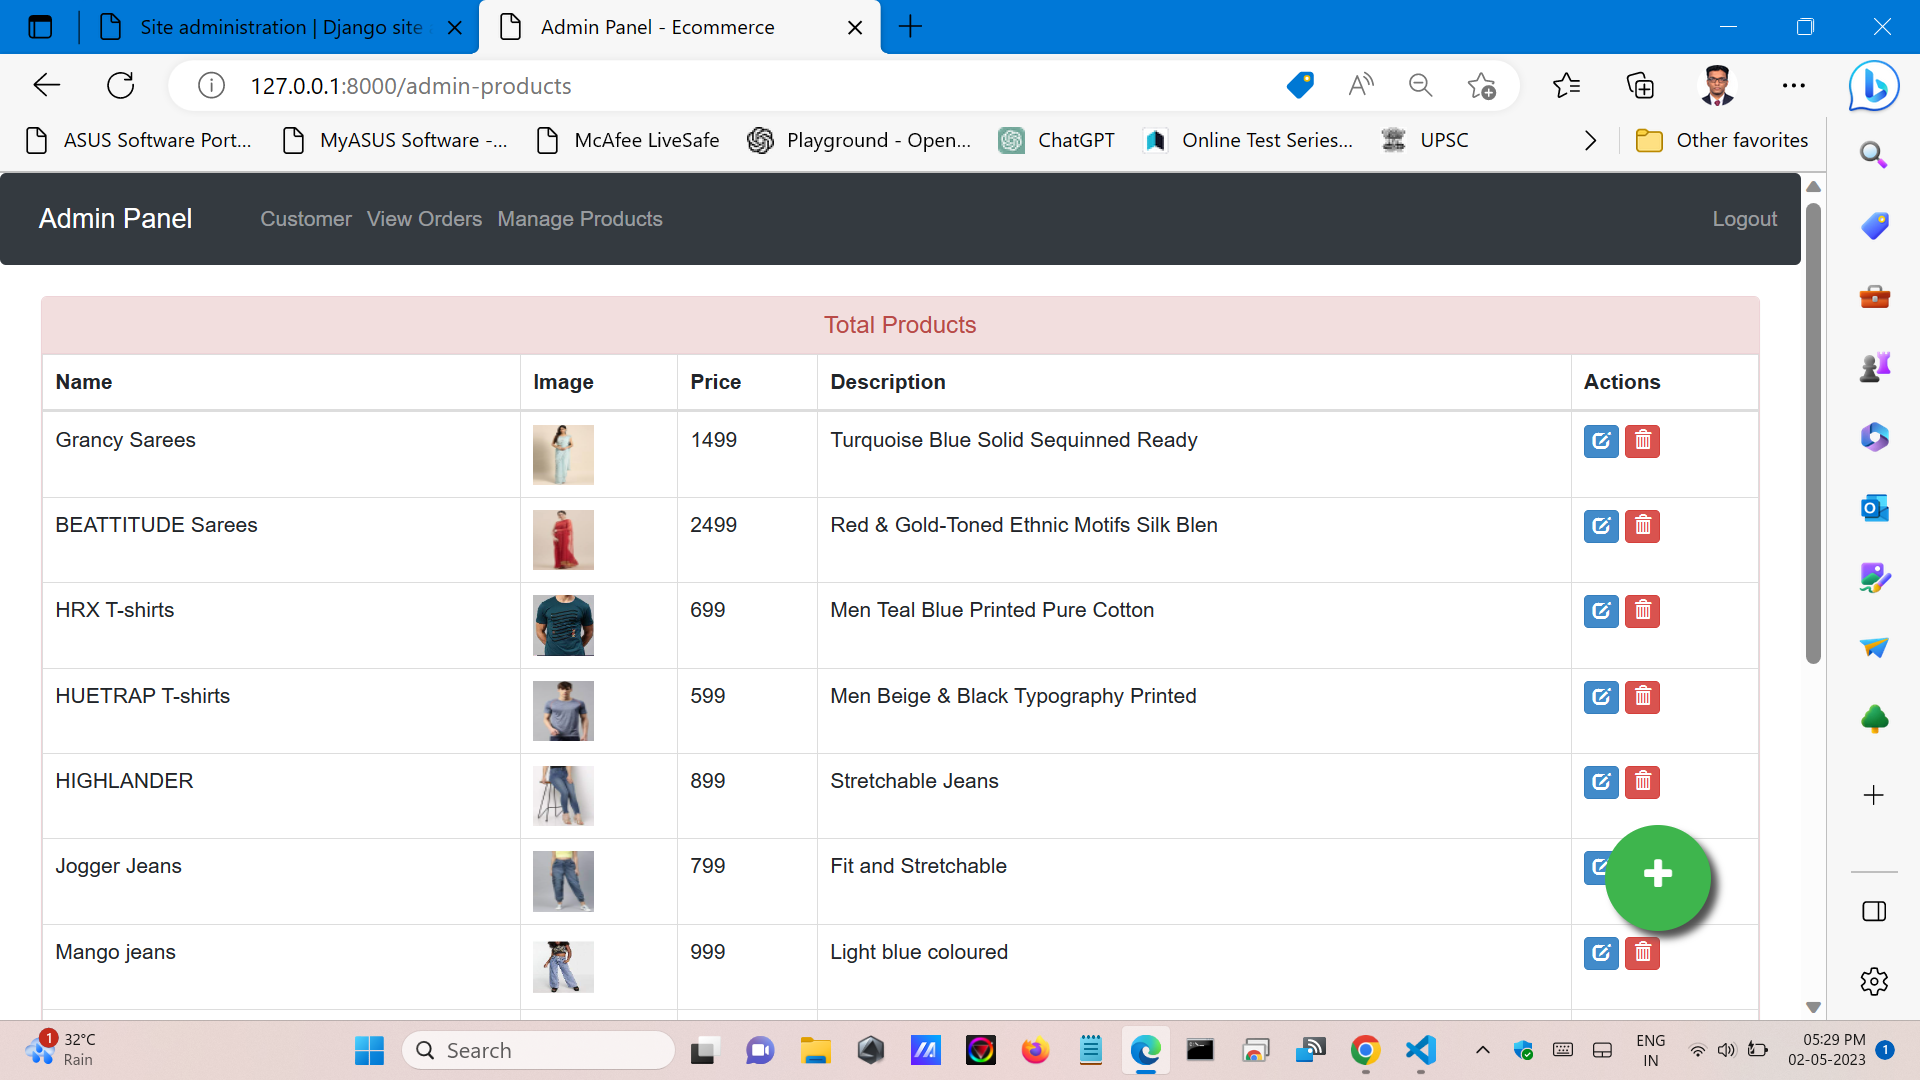 Site administration | Django site
Admin Panel - Ecommerce
127.0.0.1:8000/admin-products
ASUS Software Port...
MyASUS Software -...
McAfee LiveSafe
Playground - Open...
ChatGPT
Online Test Series...
UPSC
Other favorites
Admin Panel
Customer View Orders Manage Products
Logout
Total Products
Name Image Price Description Actions
Grancy Sarees 1499 Turquoise Blue Solid Sequinned Ready
BEATTITUDE Sarees 2499 Red & Gold-Toned Ethnic Motifs Silk Blen
HRX T-shirts 699 Men Teal Blue Printed Pure Cotton
HUETRAP T-shirts 599 Men Beige & Black Typography Printed
HIGHLANDER 899 Stretchable Jeans
Jogger Jeans 799 Fit and Stretchable
Mango jeans 999 Light blue coloured
1
32°C
Rain
Search
ENG
IN
05:29 PM
02-05-2023
1